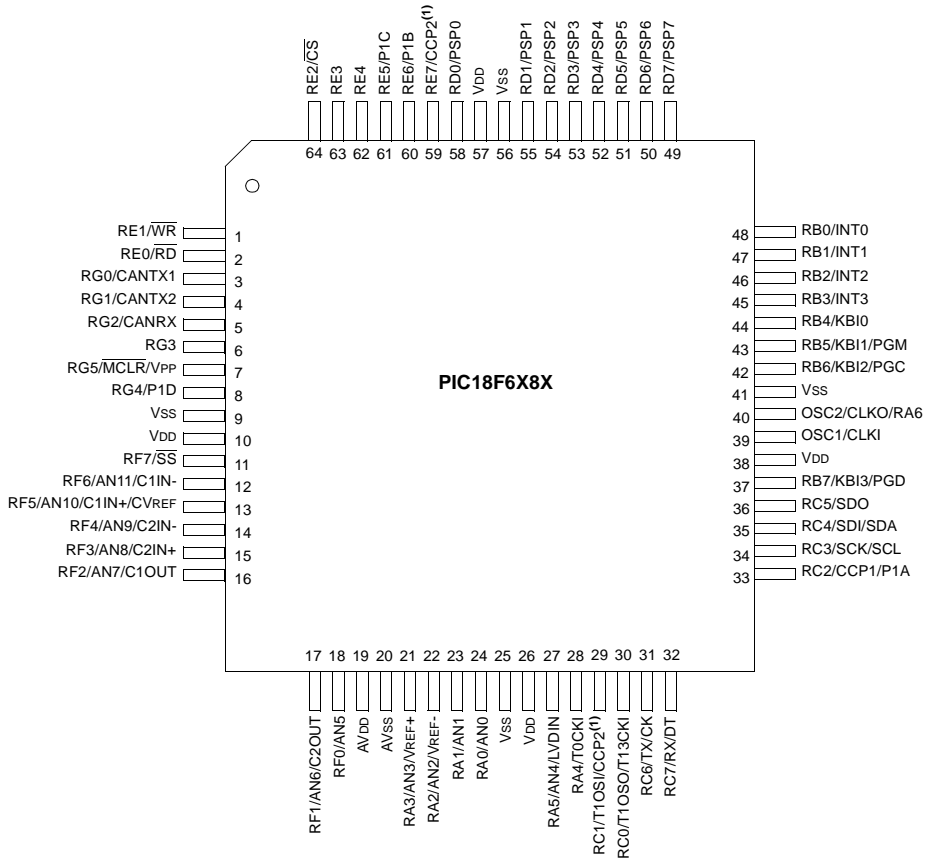 RE2/CS
RE3
RE4
RE5/P1C
RE6/P1B
RE7/CCP2(1)
RD0/PSP0
VDD
VSS
RD1/PSP1
RD2/PSP2
RD3/PSP3
RD4/PSP4
RD5/PSP5
RD6/PSP6
RD7/PSP7
64 63 62 61 60 59 58 57 56 55 54 53 52 51 50 49
RE1/WR 1
RE0/RD 2
RG0/CANTX1 3
RG1/CANTX2 4
RG2/CANRX 5
RG3 6
RG5/MCLR/VPP 7
RG4/P1D 8
VSS 9
VDD 10
RF7/SS 11
RF6/AN11/C1IN- 12
RF5/AN10/C1IN+/CVREF 13
RF4/AN9/C2IN- 14
RF3/AN8/C2IN+ 15
RF2/AN7/C1OUT 16
PIC18F6X8X
48 RB0/INT0
47 RB1/INT1
46 RB2/INT2
45 RB3/INT3
44 RB4/KBI0
43 RB5/KBI1/PGM
42 RB6/KBI2/PGC
41 VSS
40 OSC2/CLKO/RA6
39 OSC1/CLKI
38 VDD
37 RB7/KBI3/PGD
36 RC5/SDO
35 RC4/SDI/SDA
34 RC3/SCK/SCL
33 RC2/CCP1/P1A
17 18 19 20 21 22 23 24 25 26 27 28 29 30 31 32
RF1/AN6/C2OUT
RF0/AN5
AVDD
AVSS
RA3/AN3/VREF+
RA2/AN2/VREF-
RA1/AN1
RA0/AN0
VSS
VDD
RA5/AN4/LVDIN
RA4/T0CKI
RC1/T1OSI/CCP2(1)
RC0/T1OSO/T13CKI
RC6/TX/CK
RC7/RX/DT